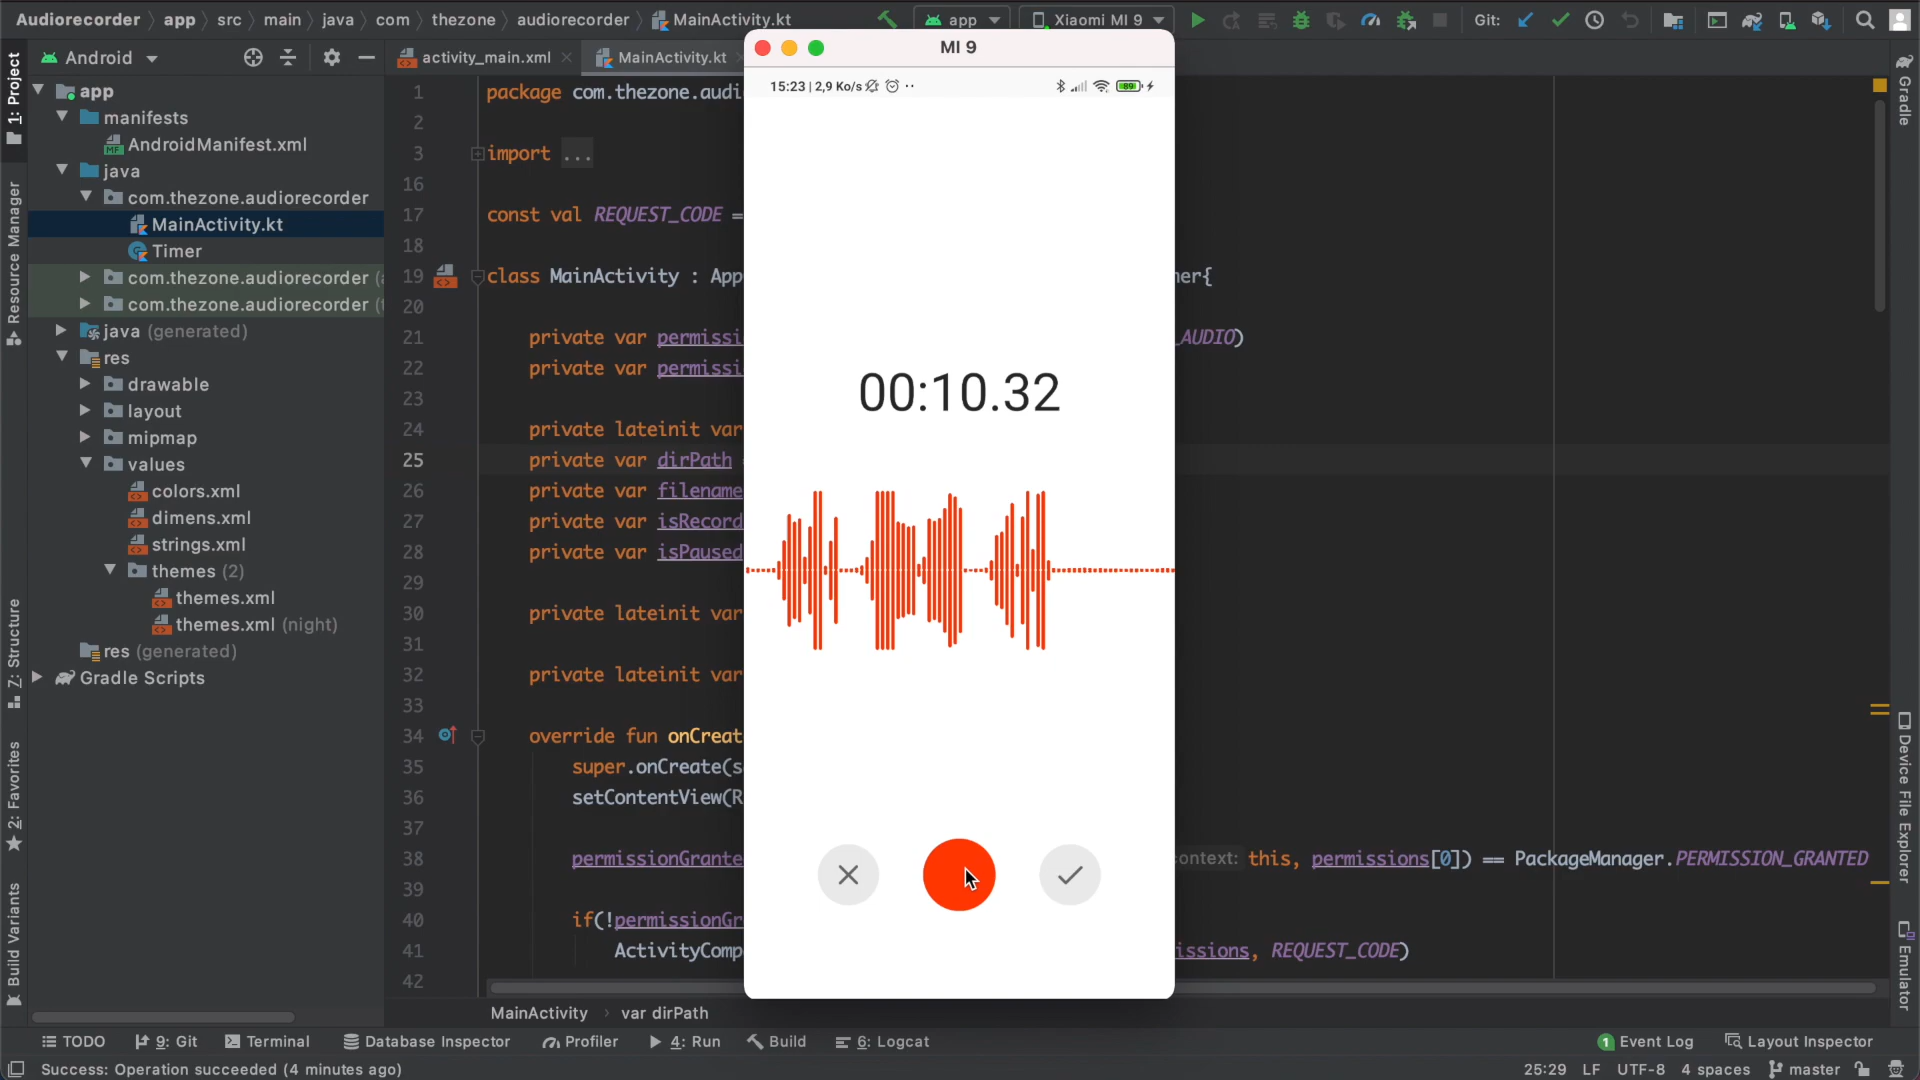 Audiorecorder app src main java com thezone audiorecorder MainActivity.kt app Xiaomi MI 9 Git:
Android
activity_main.xml
MainActivity.kt
MI 9
15:23 | 2,9 Ko/s
89
00:10.32
1: Project
Resource Manager
Z: Structure
2: Favorites
Build Variants
app
manifests
AndroidManifest.xml
java
com.thezone.audiorecorder
MainActivity.kt
Timer
com.thezone.audiorecorder
com.thezone.audiorecorder
java (generated)
res
drawable
layout
mipmap
values
colors.xml
dimens.xml
strings.xml
themes (2)
themes.xml
themes.xml (night)
res (generated)
Gradle Scripts
1 package com.thezone.audi
2
3 import ...
16
17 const val REQUEST_CODE =
18
19 class MainActivity : App ner{
20
21 private var permissi _AUDIO)
22 private var permissi
23
24 private lateinit var
25 private var dirPath
26 private var filename
27 private var isRecord
28 private var isPaused
29
30 private lateinit var
31
32 private lateinit var
33
34 override fun onCreat
35 super.onCreate(s
36 setContentView(R
37
38 permissionGrante context: this, permissions[0]) == PackageManager.PERMISSION_GRANTED
39
40 if(!permissionGr
41 ActivityComp missions, REQUEST_CODE)
42
Gradle
Device File Explorer
Emulator
MainActivity › var dirPath
TODO 9: Git Terminal Database Inspector Profiler 4: Run Build 6: Logcat 1 Event Log Layout Inspector
Success: Operation succeeded (4 minutes ago) 25:29 LF UTF-8 4 spaces master